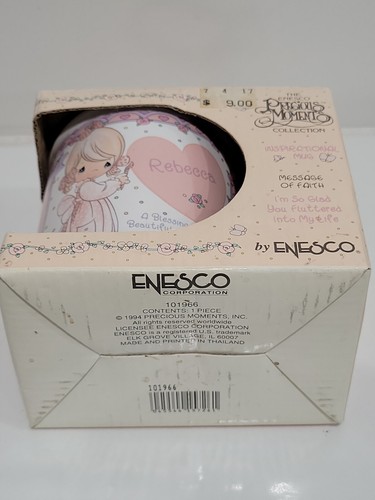 7 4 17
$ 9.00
THE
ENESCO
PRECIOUS
MOMENTS
COLLECTION
INSPIRATIONAL
MUG
MESSAGE
OF FAITH
I'm So Glad
You fluttered
into My Life
by ENESCO
Rebecca
A Blessing
Beautiful
ENESCO
CORPORATION
101966
CONTENTS: 1 PIECE
© 1994 PRECIOUS MOMENTS, INC.
All rights reserved worldwide
LICENSEE ENESCO CORPORATION
ENESCO is a registered U.S. trademark
ELK GROVE VILLAGE, IL 60007
MADE AND PRINTED IN THAILAND
101966